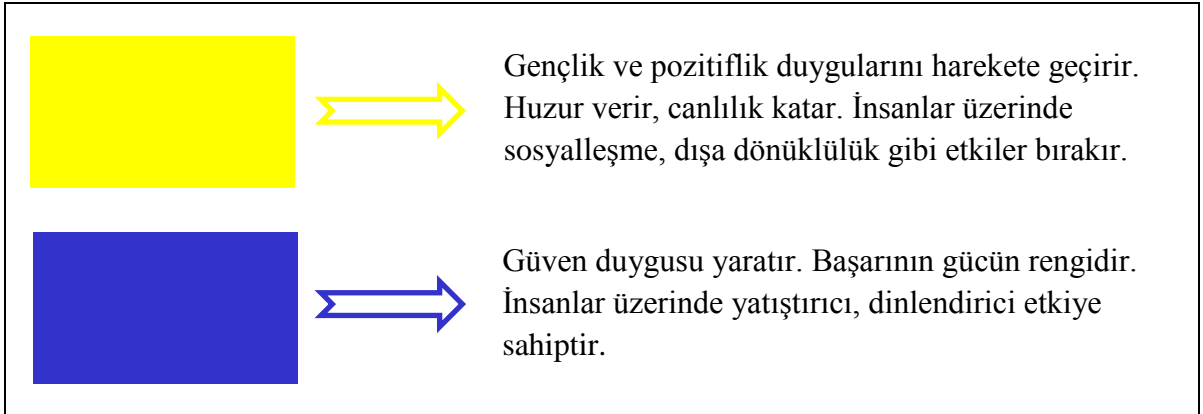 Gençlik ve pozitiflik duygularını harekete geçirir.
Huzur verir, canlılık katar. İnsanlar üzerinde
sosyalleşme, dışa dönüklülük gibi etkiler bırakır.
Güven duygusu yaratır. Başarının gücün rengidir.
İnsanlar üzerinde yatıştırıcı, dinlendirici etkiye
sahiptir.